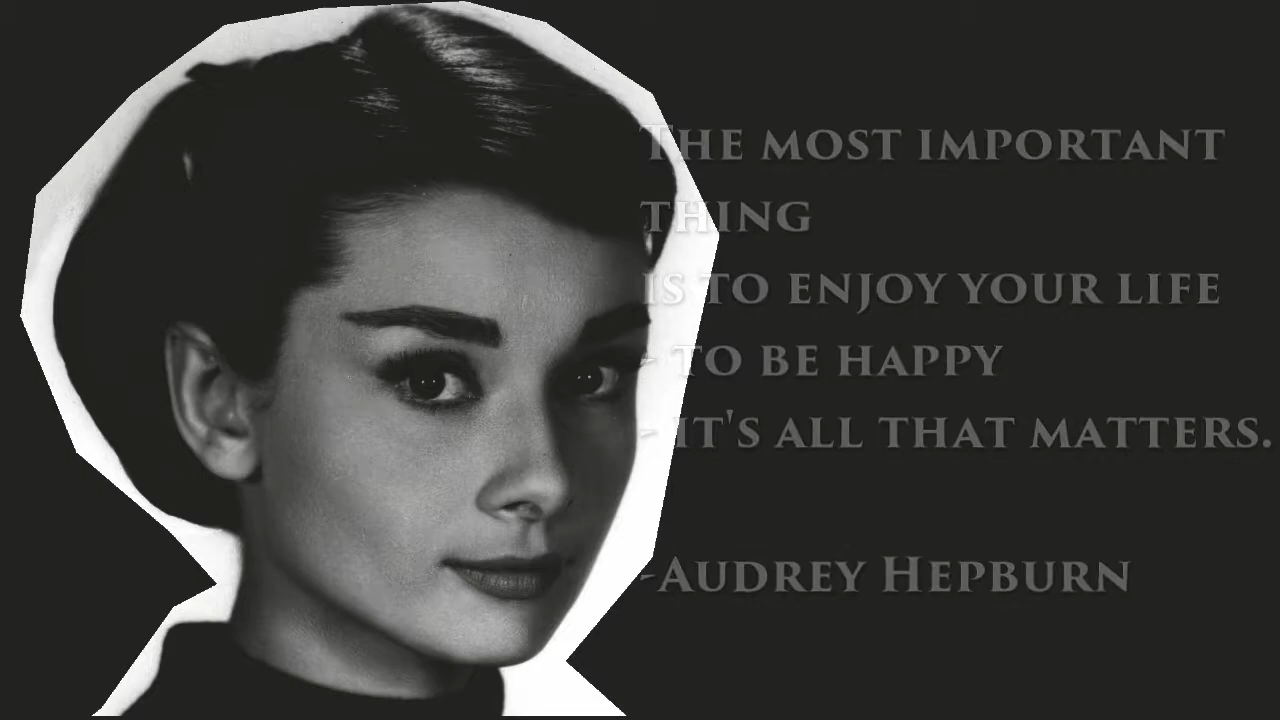 The most important
thing
is to enjoy your life
- to be happy
- it's all that matters.
-Audrey Hepburn